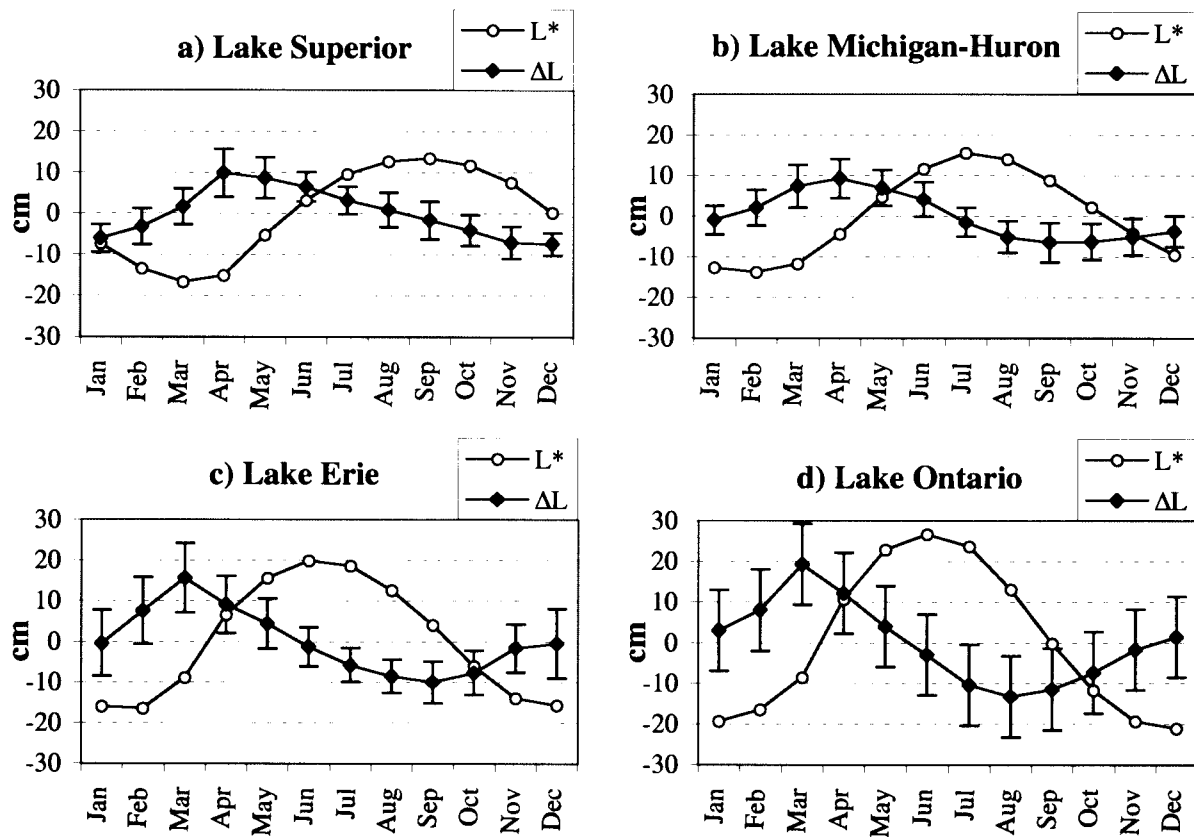 a) Lake Superior
L*
ΔL
cm
30
20
10
0
-10
-20
-30
Jan
Feb
Mar
Apr
May
Jun
Jul
Aug
Sep
Oct
Nov
Dec
b) Lake Michigan-Huron
L*
ΔL
cm
30
20
10
0
-10
-20
-30
Jan
Feb
Mar
Apr
May
Jun
Jul
Aug
Sep
Oct
Nov
Dec
c) Lake Erie
L*
ΔL
cm
30
20
10
0
-10
-20
-30
Jan
Feb
Mar
Apr
May
Jun
Jul
Aug
Sep
Oct
Nov
Dec
d) Lake Ontario
L*
ΔL
cm
30
20
10
0
-10
-20
-30
Jan
Feb
Mar
Apr
May
Jun
Jul
Aug
Sep
Oct
Nov
Dec